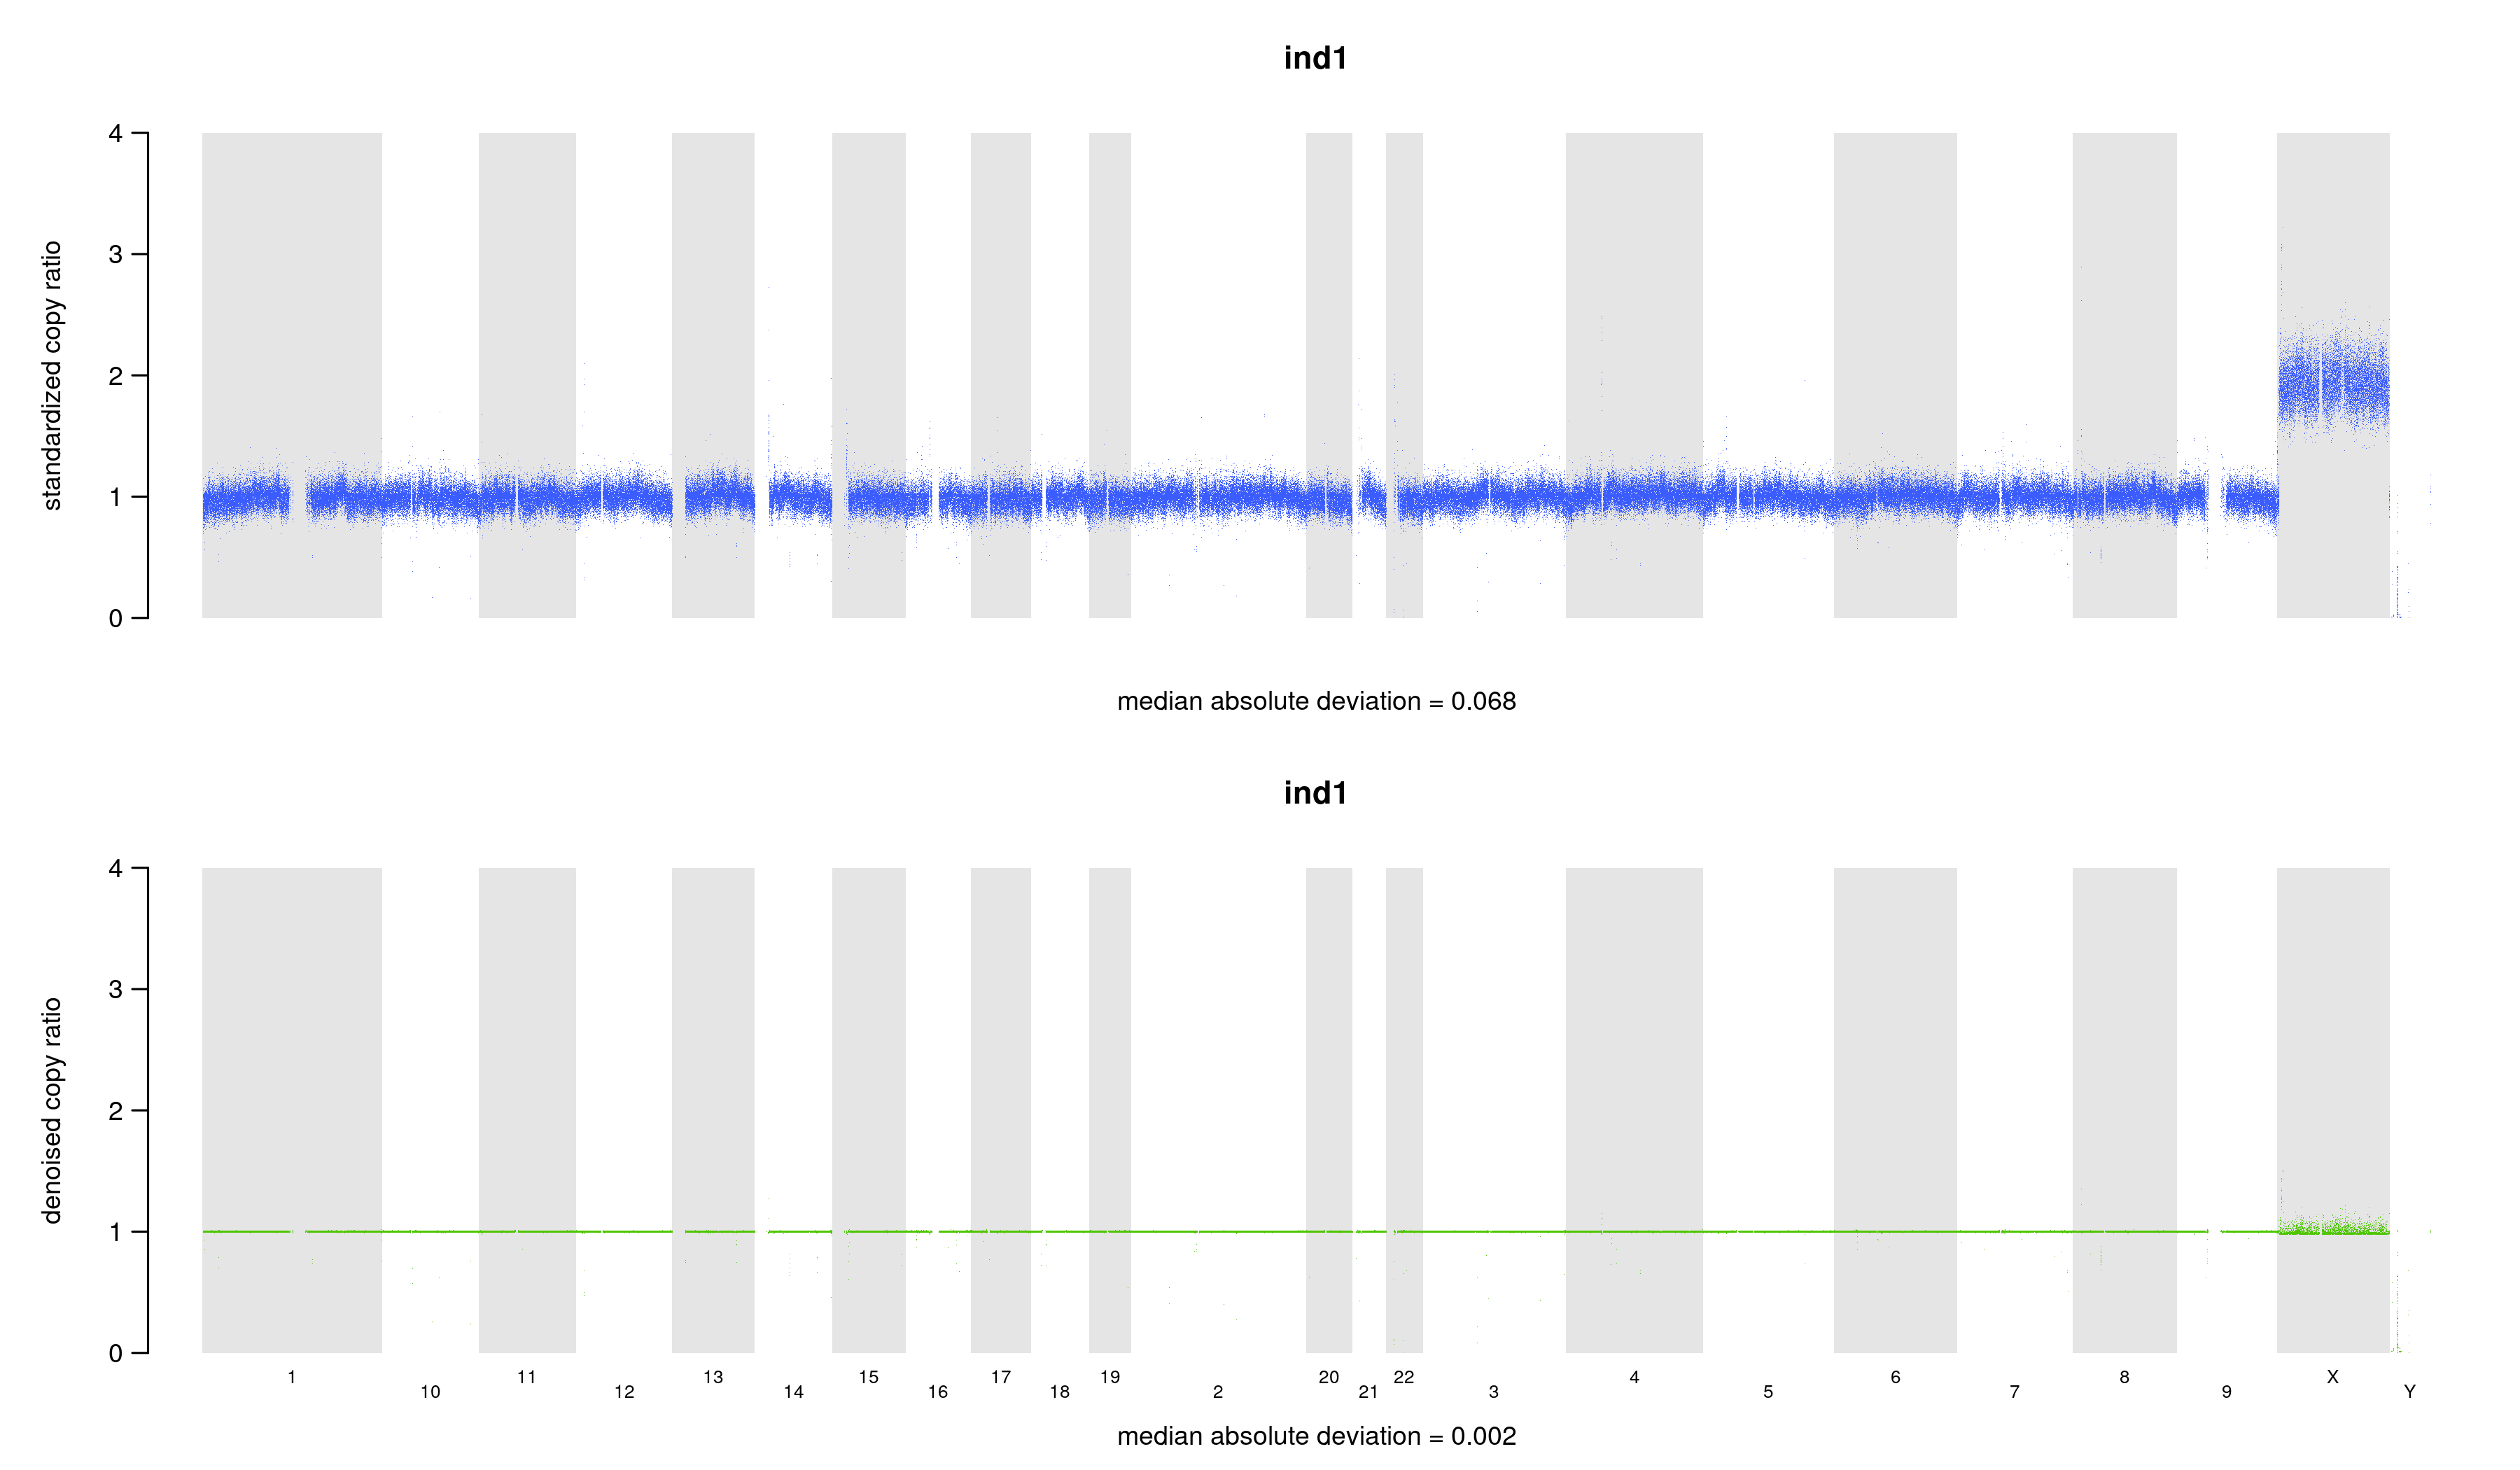 ind1
4
3
2
1
0
standardized copy ratio
median absolute deviation = 0.068
ind1
4
3
2
1
0
denoised copy ratio
1 10 11 12 13 14 15 16 17 18 19 2 20 21 22 3 4 5 6 7 8 9 X Y
median absolute deviation = 0.002